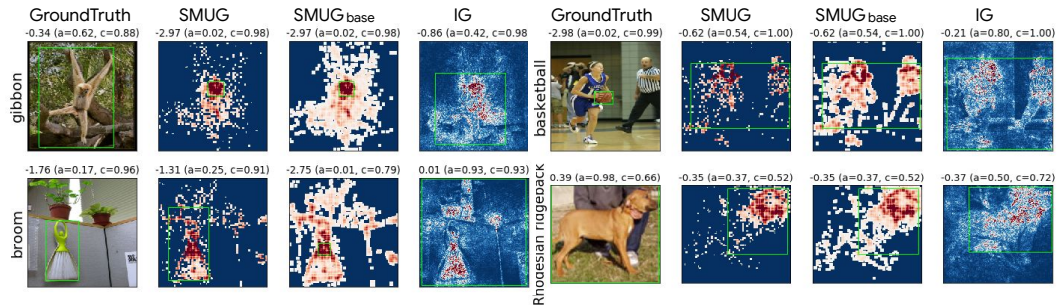 GroundTruth SMUG SMUG base IG GroundTruth SMUG SMUG base IG
-0.34 (a=0.62, c=0.88) -2.97 (a=0.02, c=0.98) -2.97 (a=0.02, c=0.98) -0.86 (a=0.42, c=0.98 -2.98 (a=0.02, c=0.99) -0.62 (a=0.54, c=1.00) -0.62 (a=0.54, c=1.00) -0.21 (a=0.80, c=1.00)
gibbon
basketball
-1.76 (a=0.17, c=0.96) -1.31 (a=0.25, c=0.91) -2.75 (a=0.01, c=0.79) 0.01 (a=0.93, c=0.93) 0.39 (a=0.98, c=0.66) -0.35 (a=0.37, c=0.52) -0.35 (a=0.37, c=0.52) -0.37 (a=0.50, c=0.72)
broom
Rhodesian ridgeback